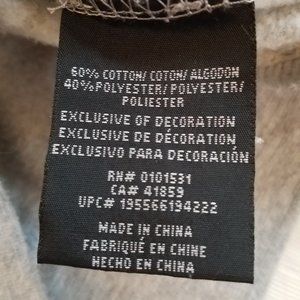 60% COTTON/ COTON/ ALGODON
40% POLYESTER/ POLYESTER/
POLIESTER
EXCLUSIVE OF DECORATION
EXCLUSIVE DE DÉCORATION
EXCLUSIVO PARA DECORACIÓN
RN# 0101531
CA# 41859
UPC# 195566194222
MADE IN CHINA
FABRIQUÉ EN CHINE
HECHO EN CHINA